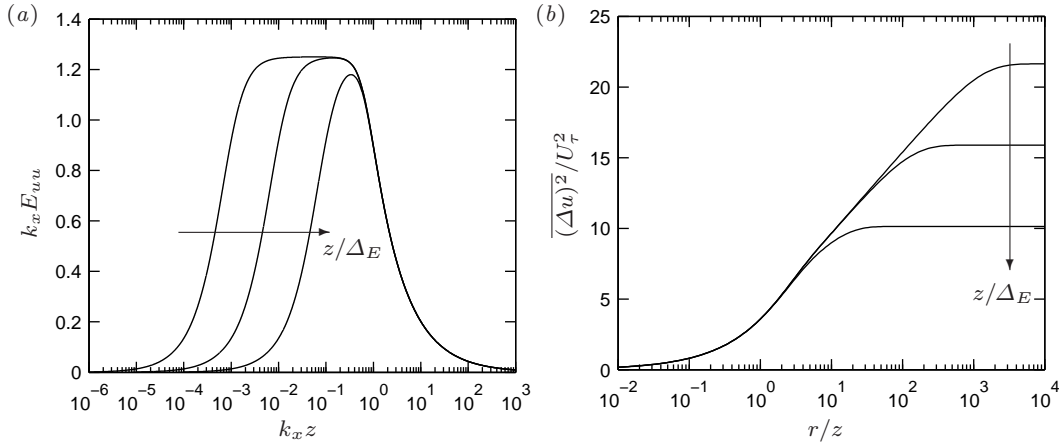 (a)
1.4
1.2
1.0
0.8
0.6
0.4
0.2
0
k_x E_{uu}
z/Δ_E
10^{-6} 10^{-5} 10^{-4} 10^{-3} 10^{-2} 10^{-1} 10^{0} 10^{1} 10^{2} 10^{3}
k_x z
(b)
25
20
15
10
5
0
\overline{(Δu)^2}/U_τ^2
z/Δ_E
10^{-2} 10^{-1} 10^{0} 10^{1} 10^{2} 10^{3} 10^{4}
r/z